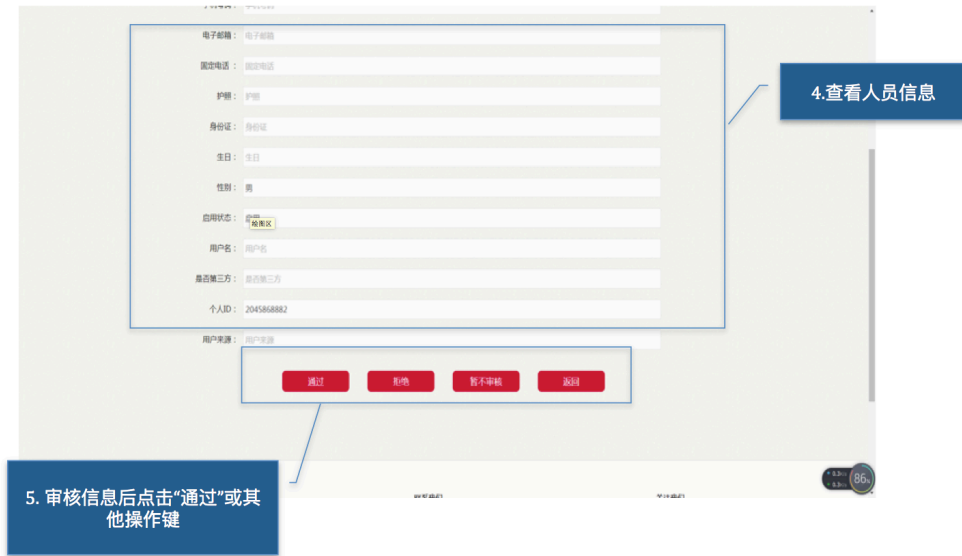 电子邮箱： 电子邮箱
固定电话： 固定电话
4.查看人员信息
护照： 护照
身份证： 身份证
生日： 生日
性别： 男
启用状态：
绘图区
用户名： 用户名
是否第三方： 是否第三方
个人ID： 2045868882
用户来源： 用户来源
通过 拒绝 暂不审核 返回
86%
5. 审核信息后点击“通过”或其
他操作键